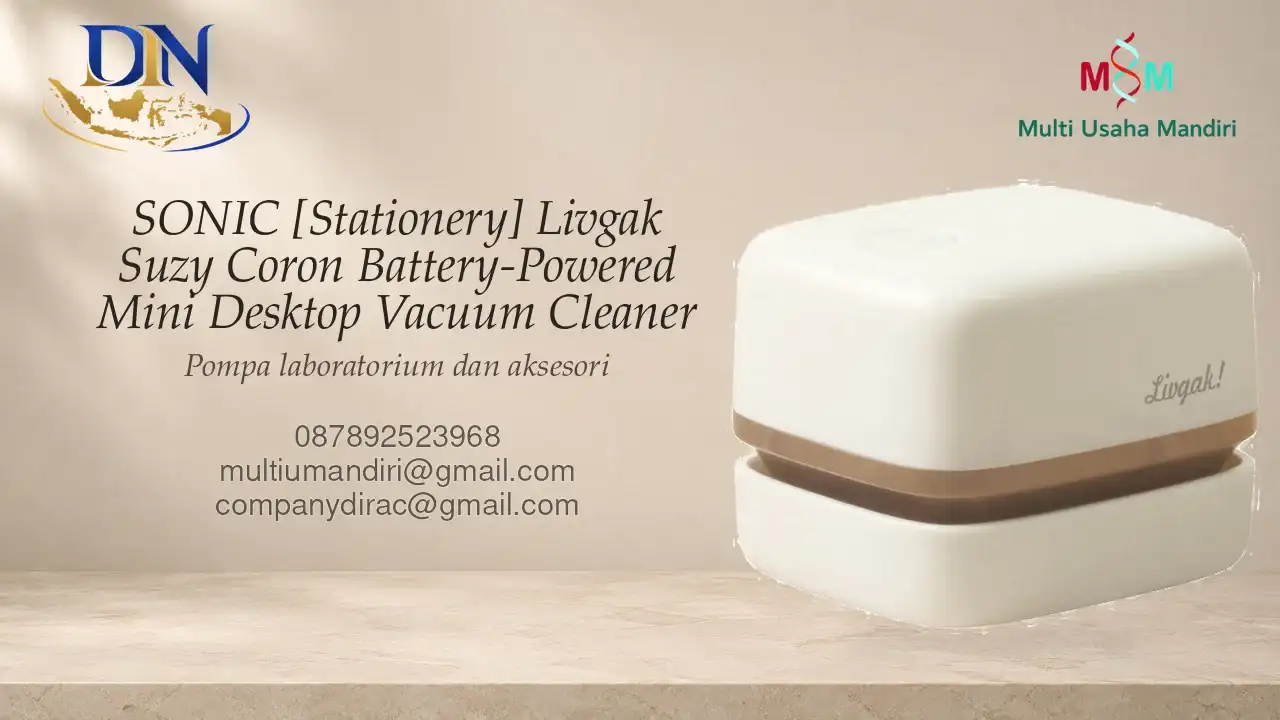 DN
MSM
Multi Usaha Mandiri
SONIC [Stationery] Livgak
Suzy Coron Battery-Powered
Mini Desktop Vacuum Cleaner
Pompa laboratorium dan aksesori
087892523968
multiumandiri@gmail.com
companydirac@gmail.com
Livgak!